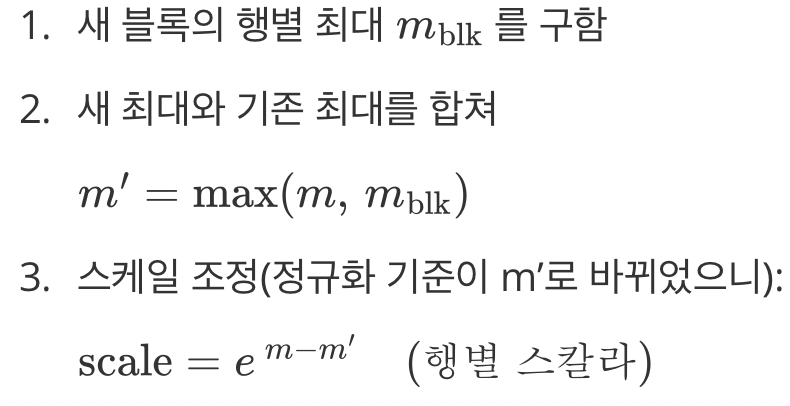 1. 새 블록의 행별 최대 m_blk 를 구함
2. 새 최대와 기존 최대를 합쳐
m′ = max(m, m_blk)
3. 스케일 조정(정규화 기준이 m’로 바뀌었으니):
scale = e^{m−m′} (행별 스칼라)